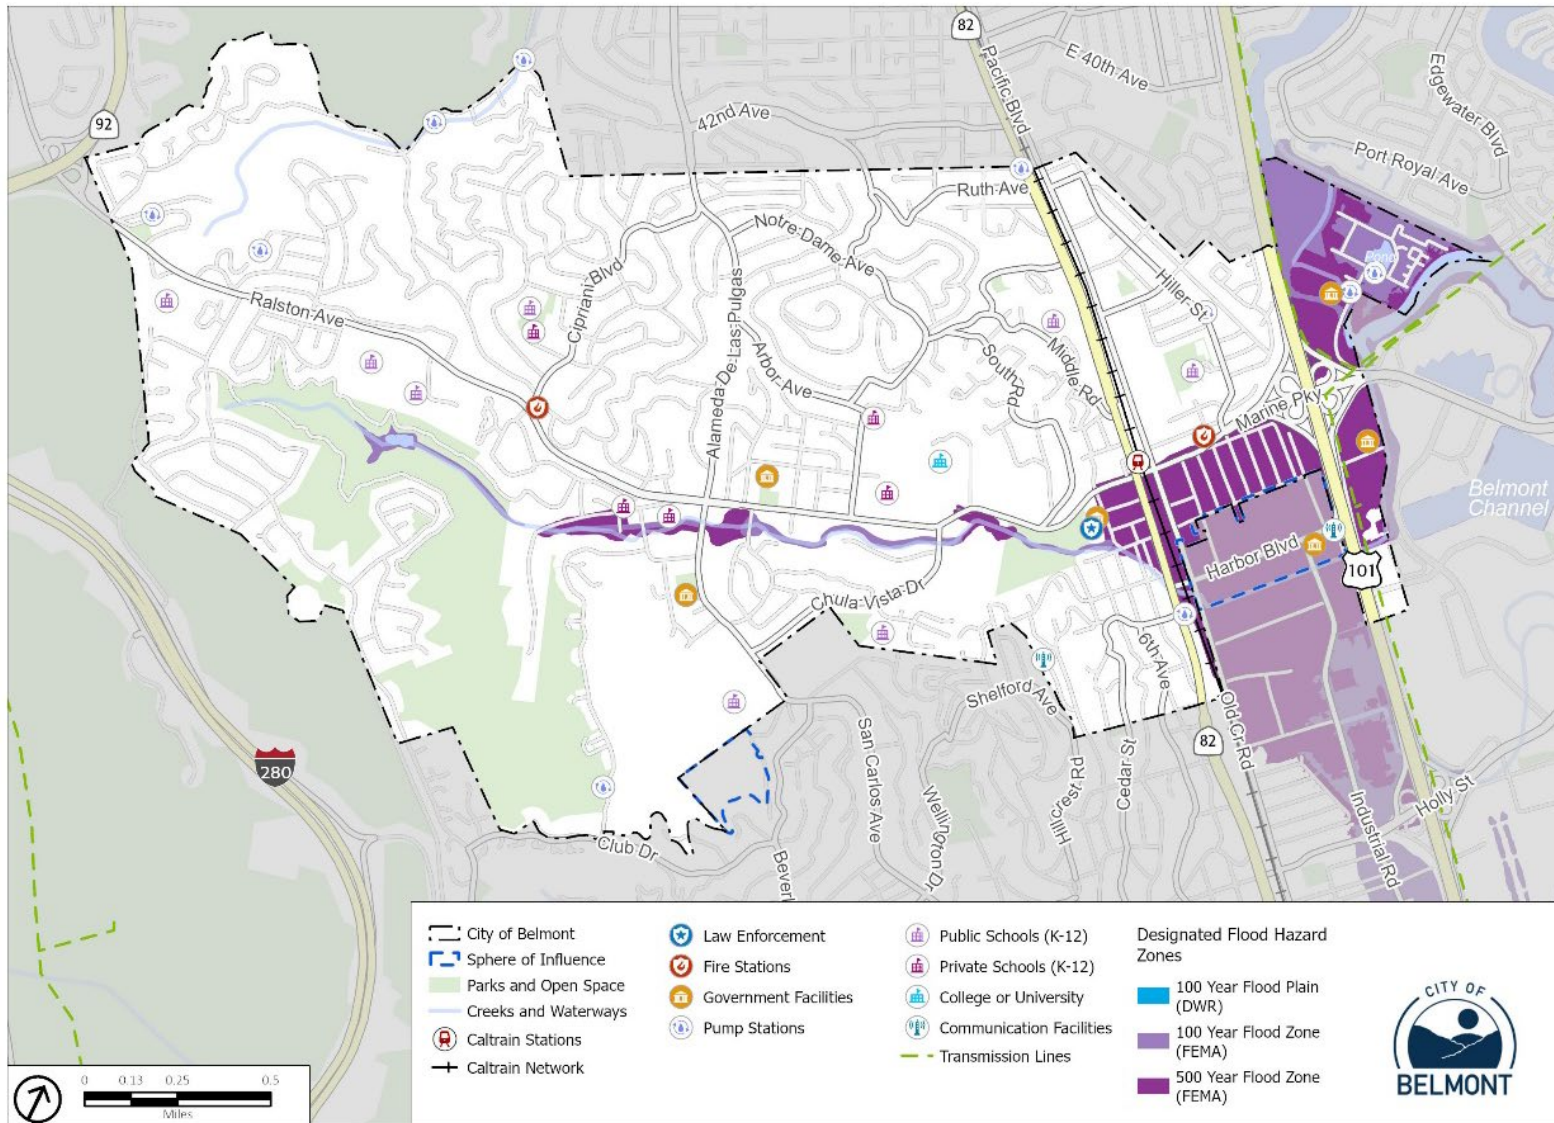 82
Pacific Blvd
E 40th Ave
Edgewater Blvd
92
42nd Ave
Port Royal Ave
Ruth Ave
Notre Dame Ave
Cipriani Blvd
Hiller St
Pond
Ralston Ave
Alameda De Las Pulgas
Arbor Ave
South Rd
Middle Rd
Marine Pky
Belmont
Channel
Harbor Blvd
101
Chula Vista Dr
6th Ave
Shelford Ave
Old Cr Rd
San Carlos Ave
82
280
Hillcrest Rd
Cedar St
Wellington Dr
Industrial Rd
Holly St
Club Dr
Beverl
City of Belmont
Sphere of Influence
Parks and Open Space
Creeks and Waterways
Caltrain Stations
Caltrain Network
Law Enforcement
Fire Stations
Government Facilities
Pump Stations
Public Schools (K-12)
Private Schools (K-12)
College or University
Communication Facilities
Transmission Lines
Designated Flood Hazard
Zones
100 Year Flood Plain
(DWR)
100 Year Flood Zone
(FEMA)
500 Year Flood Zone
(FEMA)
CITY OF
BELMONT
0 0.13 0.25 0.5
Miles